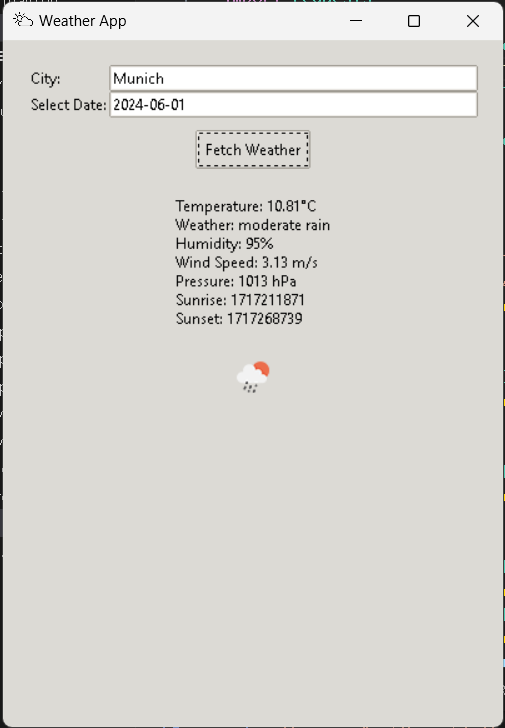 Weather App
City: Munich
Select Date: 2024-06-01
Fetch Weather
Temperature: 10.81°C
Weather: moderate rain
Humidity: 95%
Wind Speed: 3.13 m/s
Pressure: 1013 hPa
Sunrise: 1717211871
Sunset: 1717268739